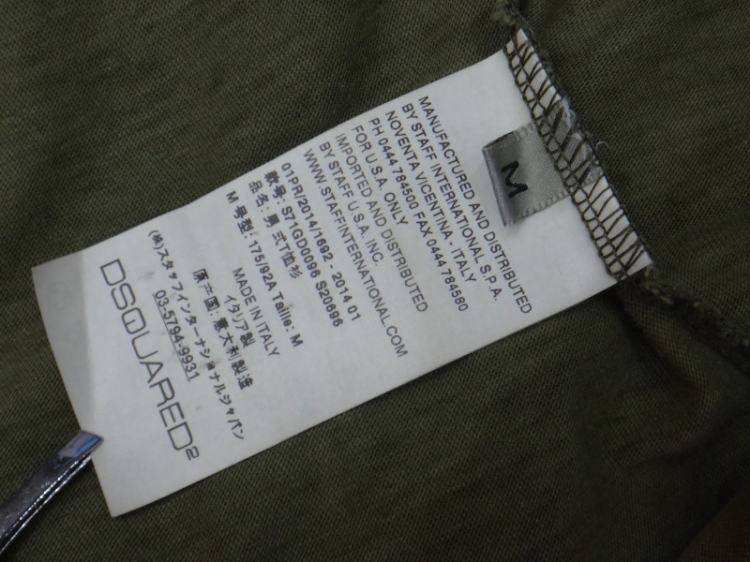 MANUFACTURED AND DISTRIBUTED
BY STAFF INTERNATIONAL S.P.A.
NOVENTA VICENTINA - ITALY
PH 0444 784500 FAX 0444 784580
FOR U.S.A. ONLY
IMPORTED AND DISTRIBUTED
BY STAFF U.S.A. INC.
WWW.STAFFINTERNATIONAL.COM
01PR/2014/1692 - 2014 01
款号: S71GD0096 S20696
品名: 男式T恤衫
M 号型: 175/92A Taille: M
MADE IN ITALY
イタリア製
原产国: 意大利製造
(株)スタッフインターナショナルジャパン
03-5794-9931
DSQUARED2
M